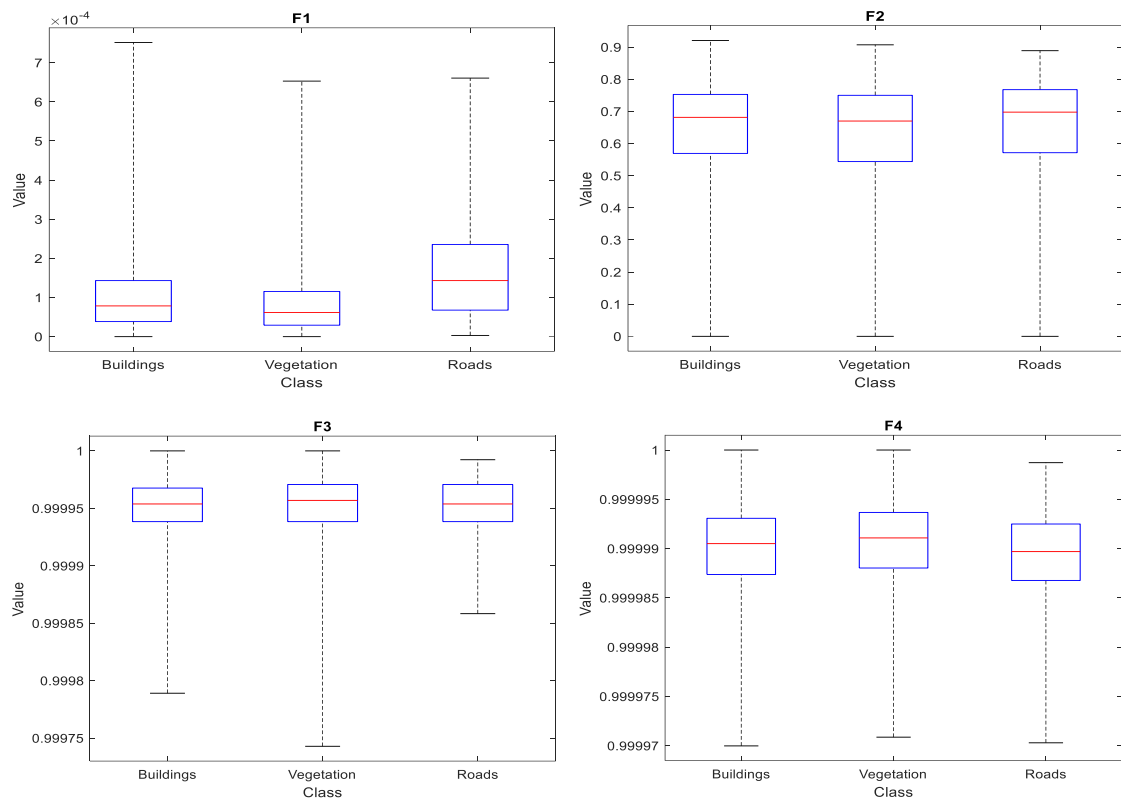 F1
×10⁻⁴
7
6
5
4
3
2
1
0
Value
Buildings Vegetation Roads
Class
F2
0.9
0.8
0.7
0.6
0.5
0.4
0.3
0.2
0.1
0
Value
Buildings Vegetation Roads
Class
F3
1
0.99995
0.9999
0.99985
0.9998
0.99975
Value
Buildings Vegetation Roads
Class
F4
1
0.999995
0.99999
0.999985
0.99998
0.999975
0.99997
Value
Buildings Vegetation Roads
Class